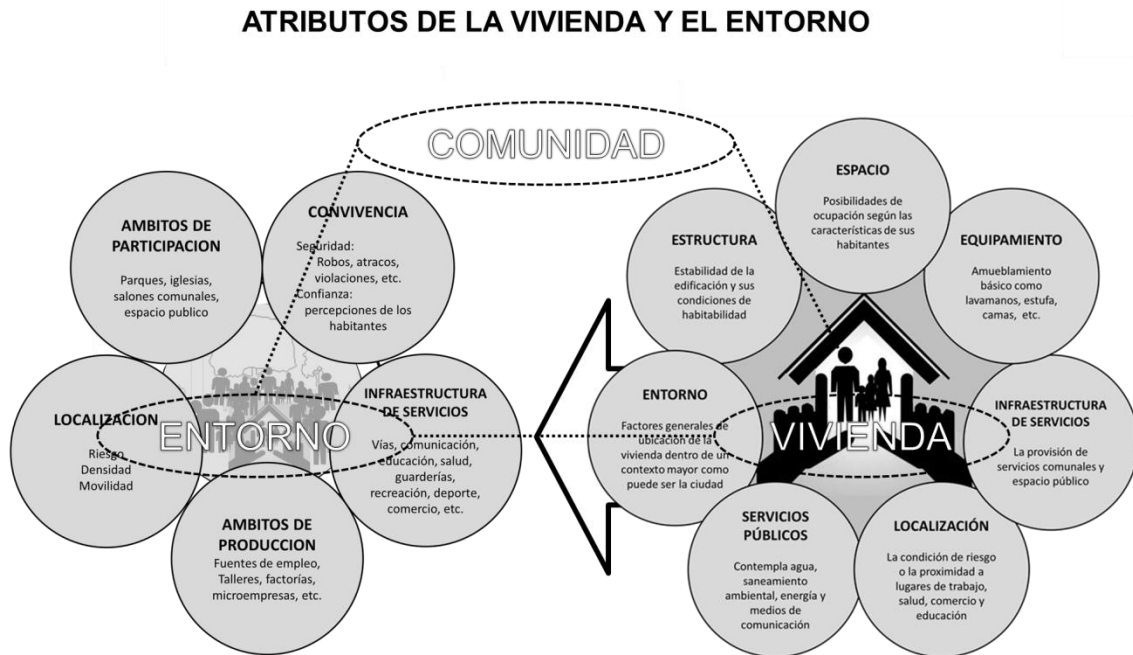 ATRIBUTOS DE LA VIVIENDA Y EL ENTORNO
COMUNIDAD
AMBITOS DE
PARTICIPACION
Parques, iglesias,
salones comunales,
espacio publico
CONVIVENCIA
Seguridad:
Robos, atracos,
violaciones, etc.
Confianza:
percepciones de los
habitantes
LOCALIZACION
Riesgo
Densidad
Movilidad
ENTORNO
INFRAESTRUCTURA
DE SERVICIOS
Vías, comunicación,
educación, salud,
guarderías,
recreación, deporte,
comercio, etc.
AMBITOS DE
PRODUCCION
Fuentes de empleo,
Talleres, factorías,
microempresas, etc.
ESPACIO
Posibilidades de
ocupación según las
características de sus
habitantes
ESTRUCTURA
Estabilidad de la
edificación y sus
condiciones de
habitabilidad
EQUIPAMIENTO
Amueblamiento
básico como
lavamanos, estufa,
camas, etc.
ENTORNO
Factores generales de
ubicación de la
vivienda dentro de un
contexto mayor como
puede ser la ciudad
VIVIENDA
INFRAESTRUCTURA
DE SERVICIOS
La provisión de
servicios comunales y
espacio público
SERVICIOS
PÚBLICOS
Contempla agua,
saneamiento
ambiental, energía y
medios de
comunicación
LOCALIZACIÓN
La condición de riesgo
o la proximidad a
lugares de trabajo,
salud, comercio y
educación